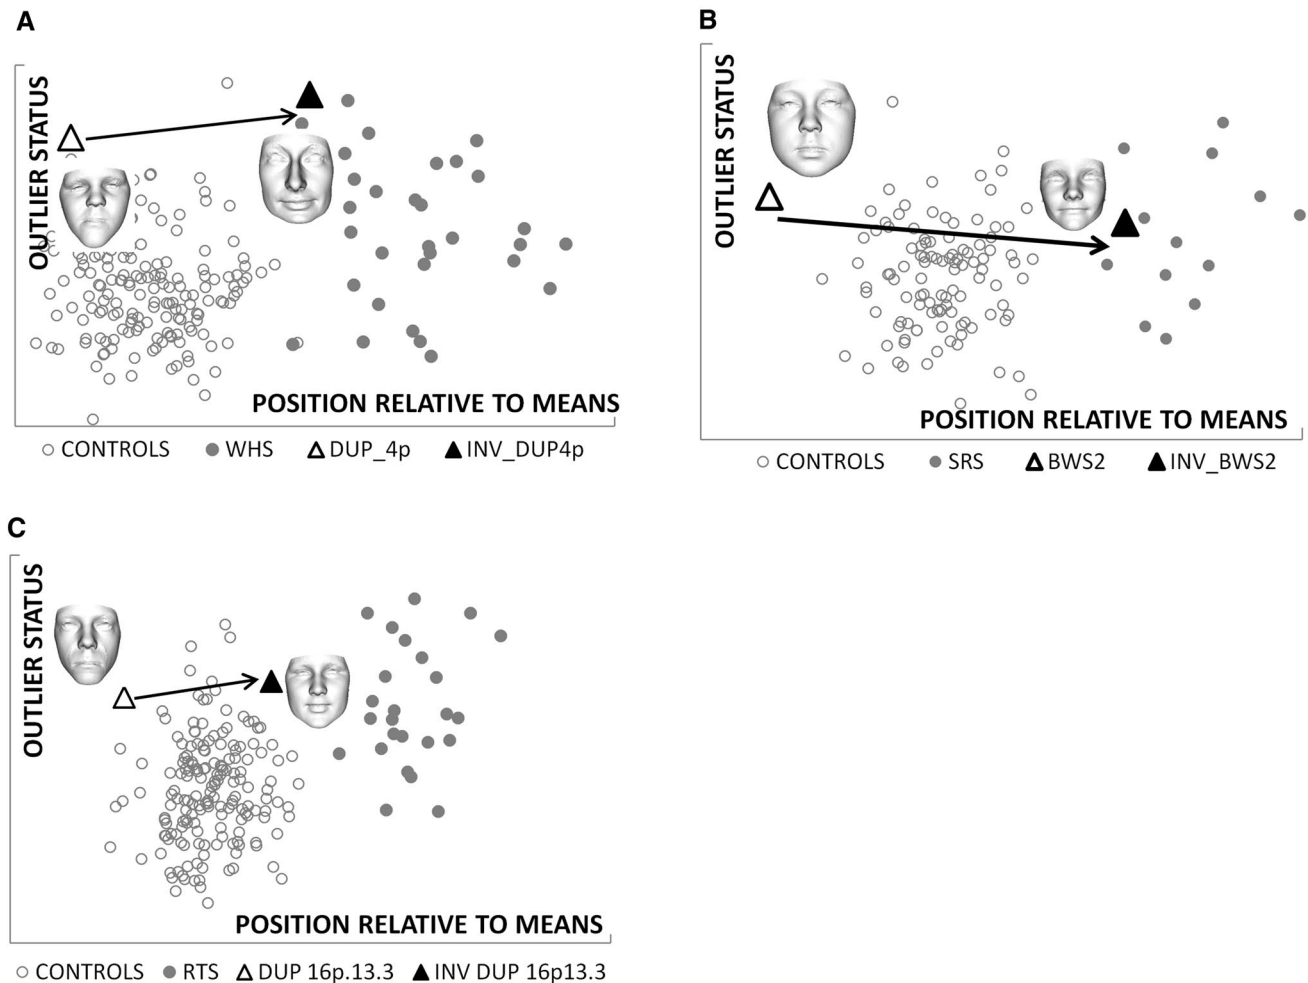 A
OUTLIER STATUS
POSITION RELATIVE TO MEANS
CONTROLS WHS DUP_4p INV_DUP4p
B
OUTLIER STATUS
POSITION RELATIVE TO MEANS
CONTROLS SRS BWS2 INV_BWS2
C
OUTLIER STATUS
POSITION RELATIVE TO MEANS
CONTROLS RTS DUP 16p.13.3 INV DUP 16p13.3